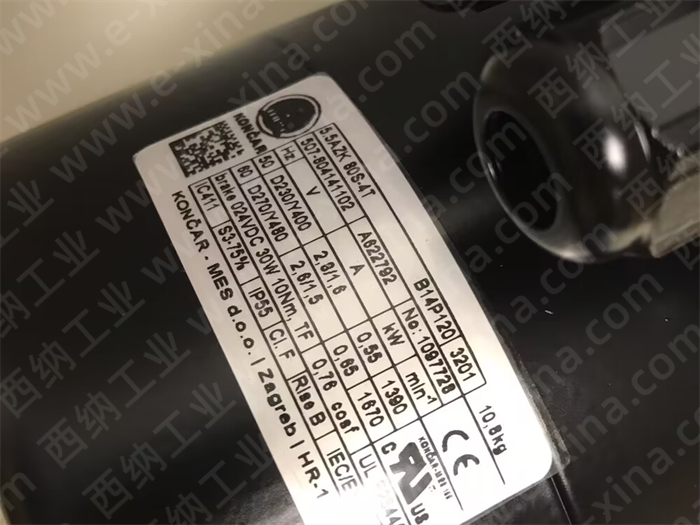 KONČAR
5.5AZK 80S-4T
B14P120
3201
10,8kg
507-804141102
A622792
No: 1097728
Hz
V
A
kW
min-1
50
D230/Y400
2,8/1,6
0,55
1390
60
D270/Y480
2,6/1,5
0,65
1670
brake 024VDC 30W 10Nm, TF
0,76
cosf
IC411
S3-75%
IP55
Cl. F
Rise B
IEC/E
UL
KONČAR - MES d.o.o. I Zagreb I HR-1
CE
C
US
西纳工业 www.e-xina.com